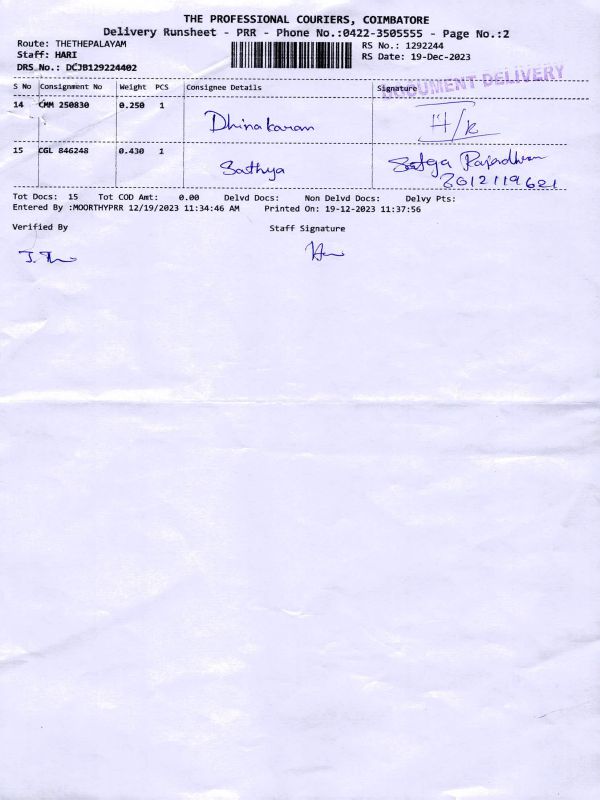 THE PROFESSIONAL COURIERS, COIMBATORE
Delivery Runsheet - PRR - Phone No.:0422-3505555 - Page No.:2
Route: THETHEPALAYAM
RS No.: 1292244
Staff: HARI
RS Date: 19-Dec-2023
DRS No.: DCJB129224402
DOCUMENT DELIVERY
S No Consignment No Weight PCS Consignee Details Signature
14 CMM 250830 0.250 1
Dhinakaran H/K
15 CGL 846248 0.430 1
Sathya
Tot Docs: 15 Tot COD Amt: 0.00 Delvd Docs: Non Delvd Docs: Delvy Pts:
Entered By :MOORTHYPRR 12/19/2023 11:34:46 AM Printed On: 19-12-2023 11:37:56
Verified By Staff Signature